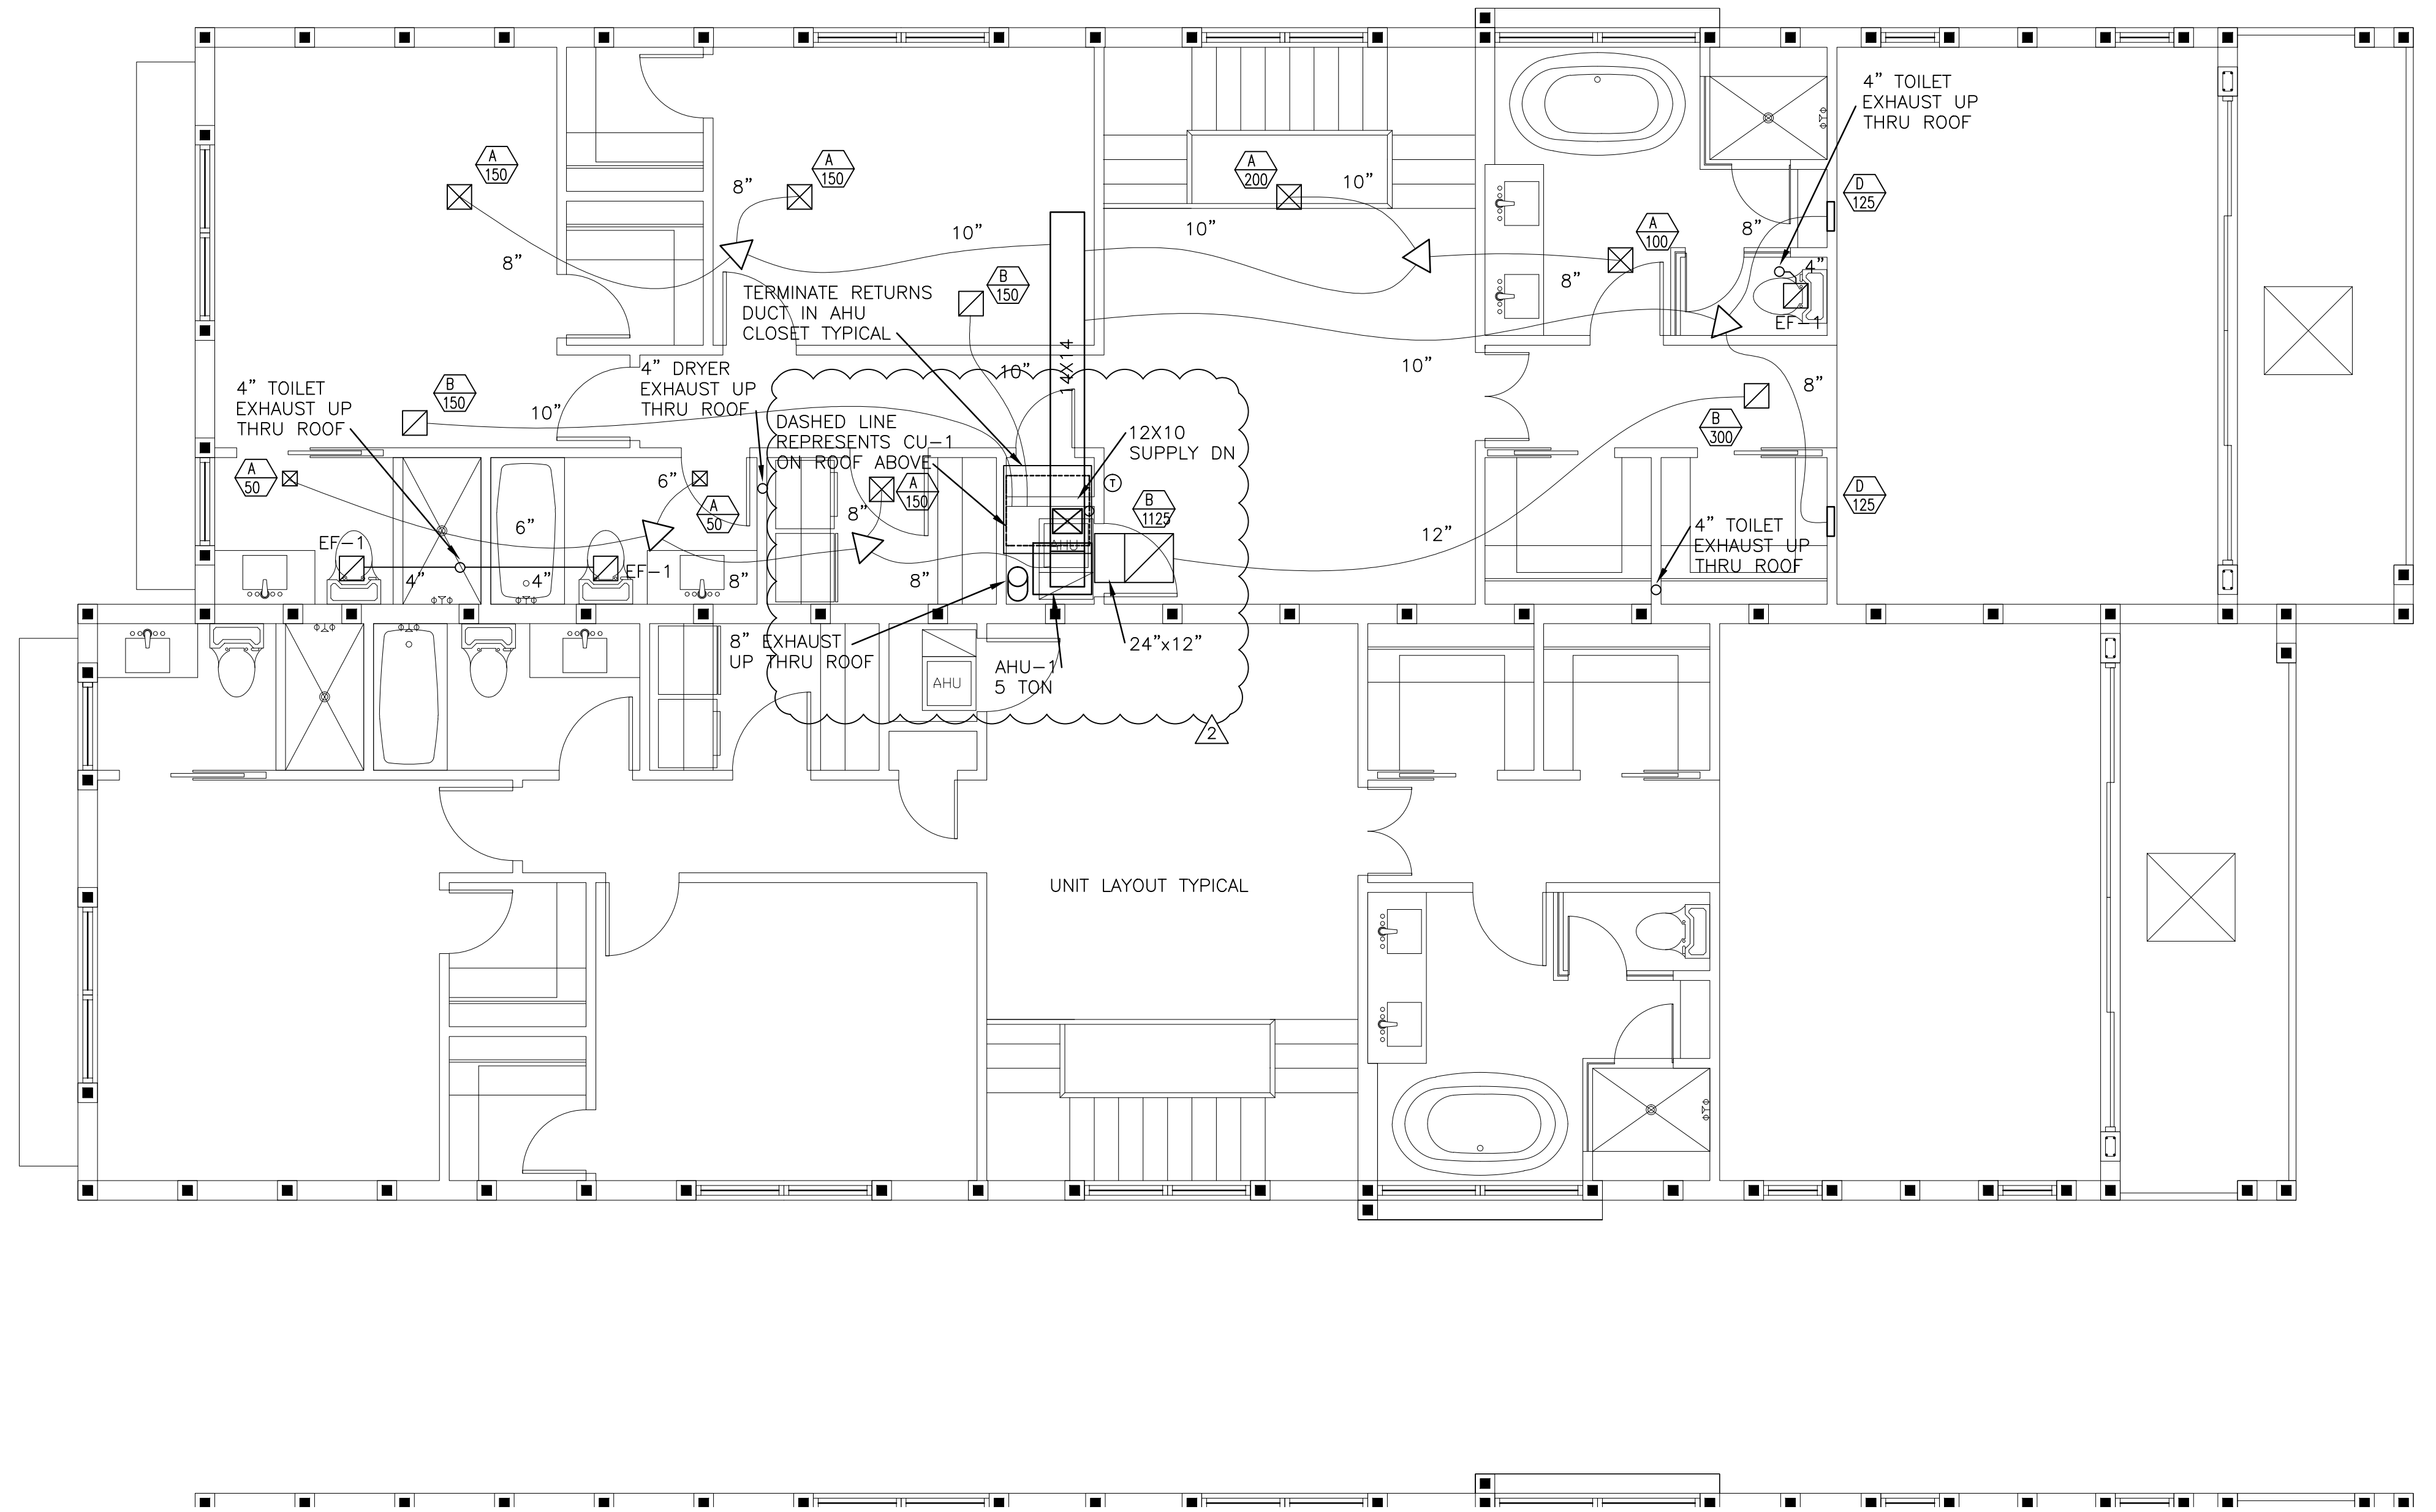 4” TOILET
EXHAUST UP
THRU ROOF
A
150
A
150
A
200
8”
10”
D
125
A
100
8”
10”
10”
8”
8”
4”
B
150
EF-1
TERMINATE RETURNS
DUCT IN AHU
CLOSET TYPICAL
14X14
10”
10”
8”
4” DRYER
EXHAUST UP
THRU ROOF
4” TOILET
EXHAUST UP
THRU ROOF
B
150
10”
B
300
DASHED LINE
REPRESENTS CU-1
ON ROOF ABOVE
12X10
SUPPLY DN
A
50
6”
A
50
A
150
8”
T
B
1125
D
125
6”
12”
4” TOILET
EXHAUST UP
THRU ROOF
EF-1
EF-1
AHU
4”
4”
8”
8”
8” EXHAUST
UP THRU ROOF
24”x12”
AHU-1
5 TON
AHU
2
UNIT LAYOUT TYPICAL